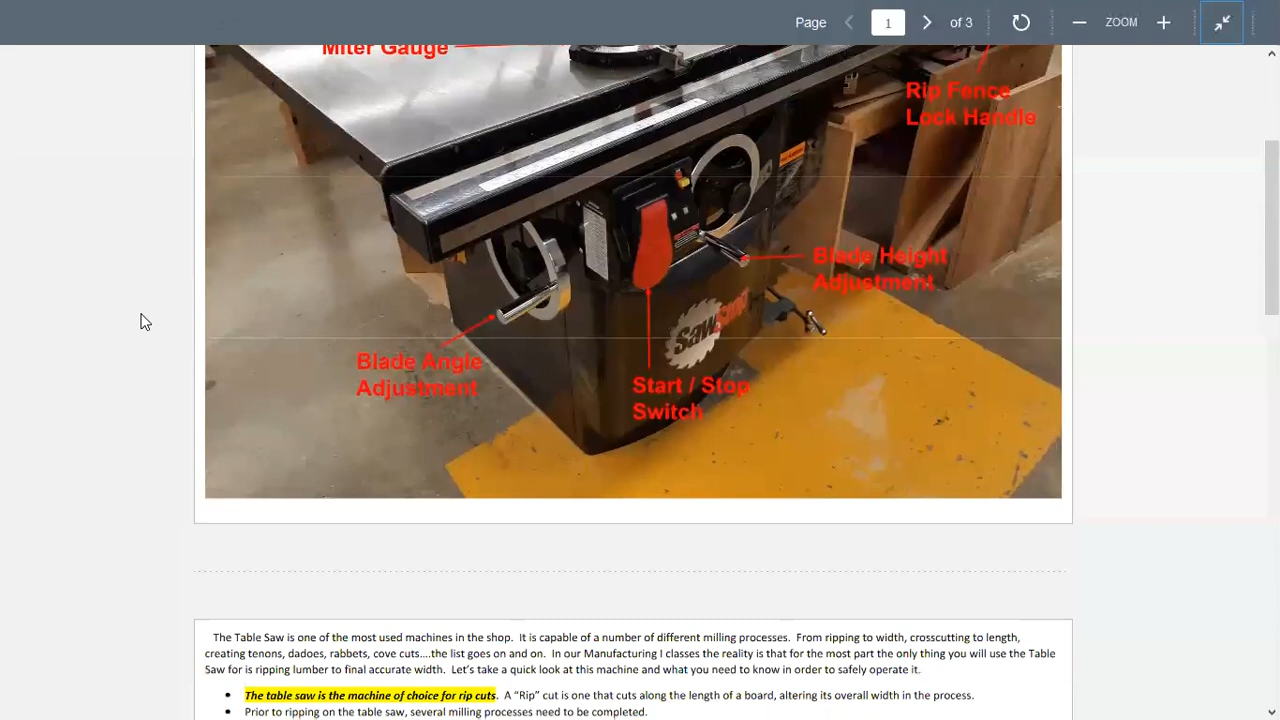 Page 1 of 3 ZOOM
Miter Gauge
Rip Fence
Lock Handle
Blade Height
Adjustment
SawStop
Blade Angle
Adjustment
Start / Stop
Switch
The Table Saw is one of the most used machines in the shop.  It is capable of a number of different milling processes.  From ripping to width, crosscutting to length,
creating tenons, dadoes, rabbets, cove cuts....the list goes on and on.  In our Manufacturing I classes the reality is that for the most part the only thing you will use the Table
Saw for is ripping lumber to final accurate width.  Let's take a quick look at this machine and what you need to know in order to safely operate it.
• The table saw is the machine of choice for rip cuts.  A "Rip" cut is one that cuts along the length of a board, altering its overall width in the process.
• Prior to ripping on the table saw, several milling processes need to be completed.